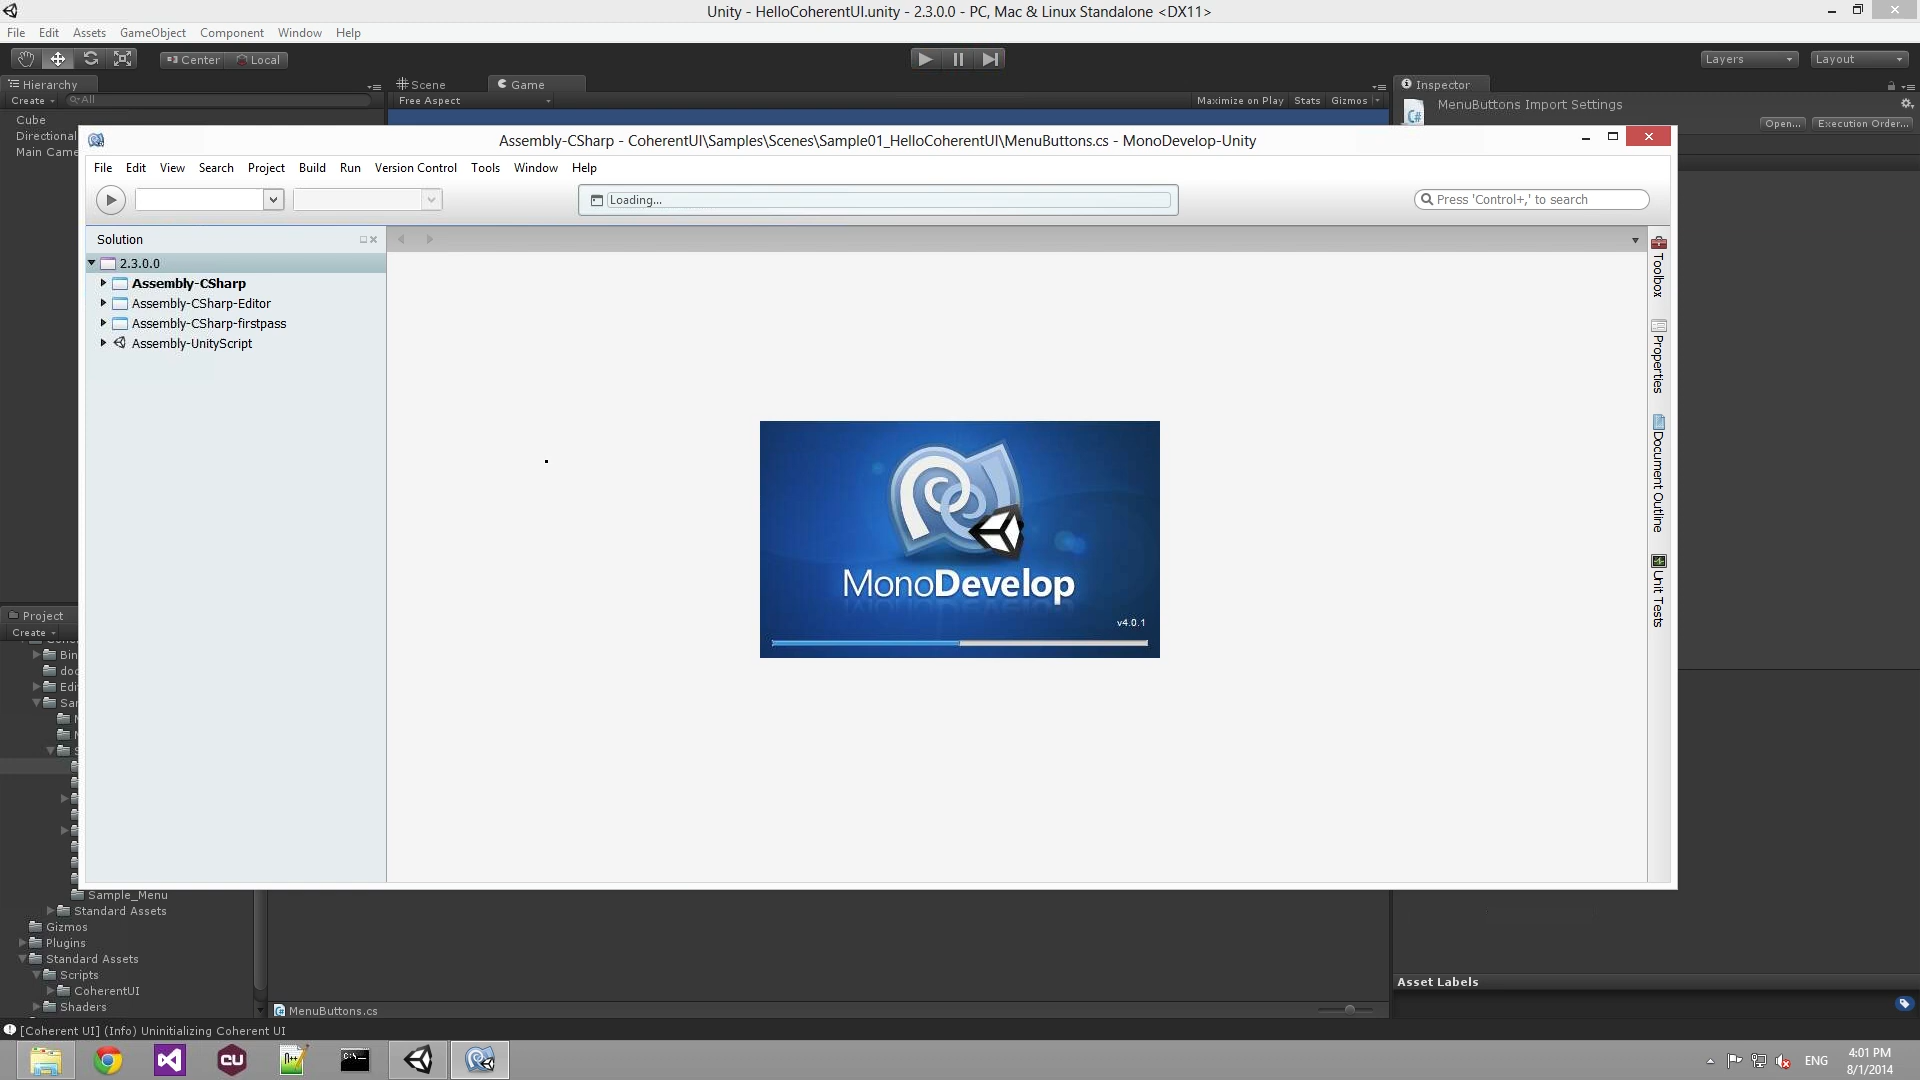 Unity - HelloCoherentUI.unity - 2.3.0.0 - PC, Mac & Linux Standalone <DX11>
File Edit Assets GameObject Component Window Help
Center Local
Layers Layout
Hierarchy
Scene Game
Inspector
Create All
Free Aspect
Maximize on Play Stats Gizmos
MenuButtons Import Settings
Open... Execution Order...
Cube
Directional
Main Came
Assembly-CSharp - CoherentUI\Samples\Scenes\Sample01_HelloCoherentUI\MenuButtons.cs - MonoDevelop-Unity
File Edit View Search Project Build Run Version Control Tools Window Help
Loading...
Press 'Control+,' to search
Solution
2.3.0.0
Assembly-CSharp
Assembly-CSharp-Editor
Assembly-CSharp-firstpass
Assembly-UnityScript
Toolbox
Properties
Document Outline
Unit Tests
MonoDevelop
v4.0.1
Project
Create
Bin
doc
Edi
Sar
Sample_Menu
Standard Assets
Gizmos
Plugins
Standard Assets
Scripts
CoherentUI
Shaders
MenuButtons.cs
Asset Labels
[Coherent UI] (Info) Uninitializing Coherent UI
ENG
4:01 PM
8/1/2014